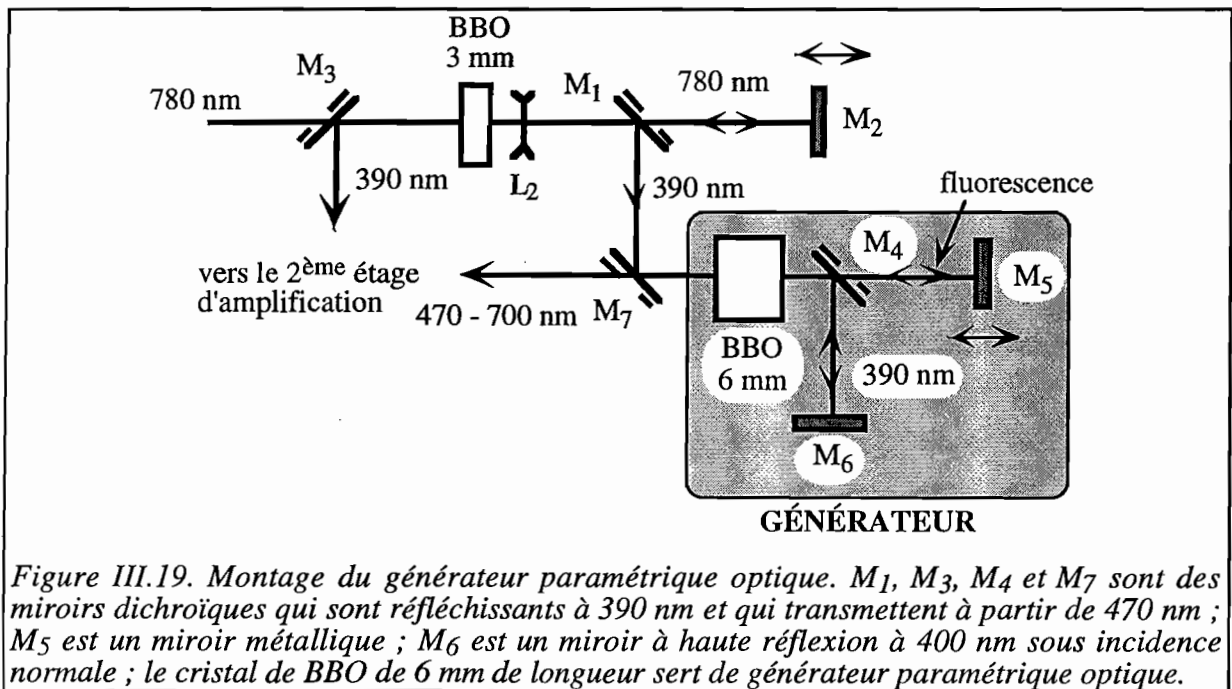 BBO
3 mm
M3
M1
780 nm
780 nm
M2
390 nm
L2
390 nm
fluorescence
M4
M5
vers le 2ème étage
d'amplification
470 - 700 nm
M7
BBO
6 mm
390 nm
M6
GÉNÉRATEUR
Figure III.19. Montage du générateur paramétrique optique. M1, M3, M4 et M7 sont des
miroirs dichroïques qui sont réfléchissants à 390 nm et qui transmettent à partir de 470 nm ;
M5 est un miroir métallique ; M6 est un miroir à haute réflexion à 400 nm sous incidence
normale ; le cristal de BBO de 6 mm de longueur sert de générateur paramétrique optique.